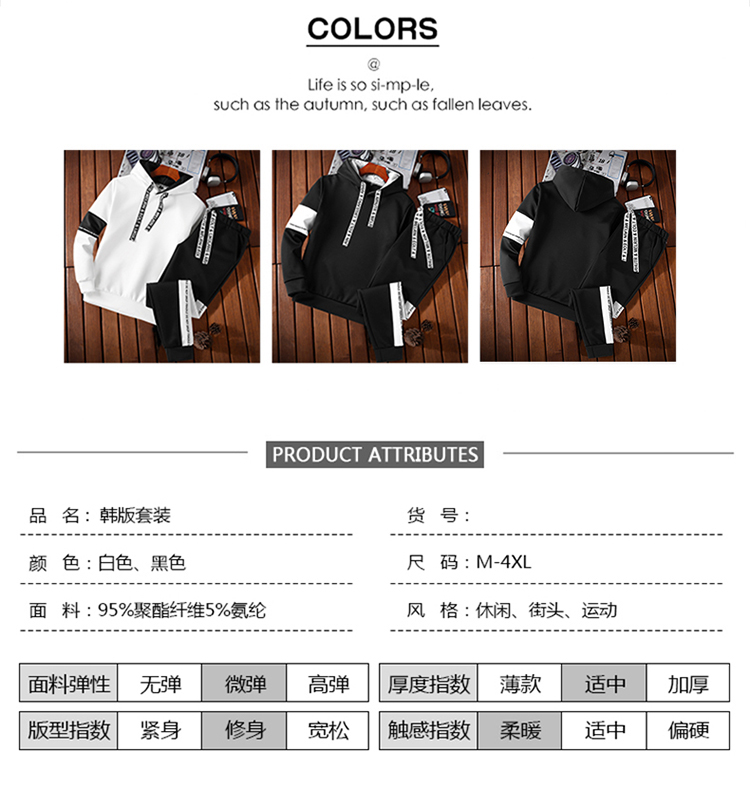 COLORS
@
Life is so si-mp-le,
such as the autumn, such as fallen leaves.
PRODUCT ATTRIBUTES
品 名：韩版套装
货 号：
颜 色：白色、黑色
尺 码：M-4XL
面 料：95%聚酯纤维5%氨纶
风 格：休闲、街头、运动
面料弹性 无弹 微弹 高弹
厚度指数 薄款 适中 加厚
版型指数 紧身 修身 宽松
触感指数 柔暖 适中 偏硬